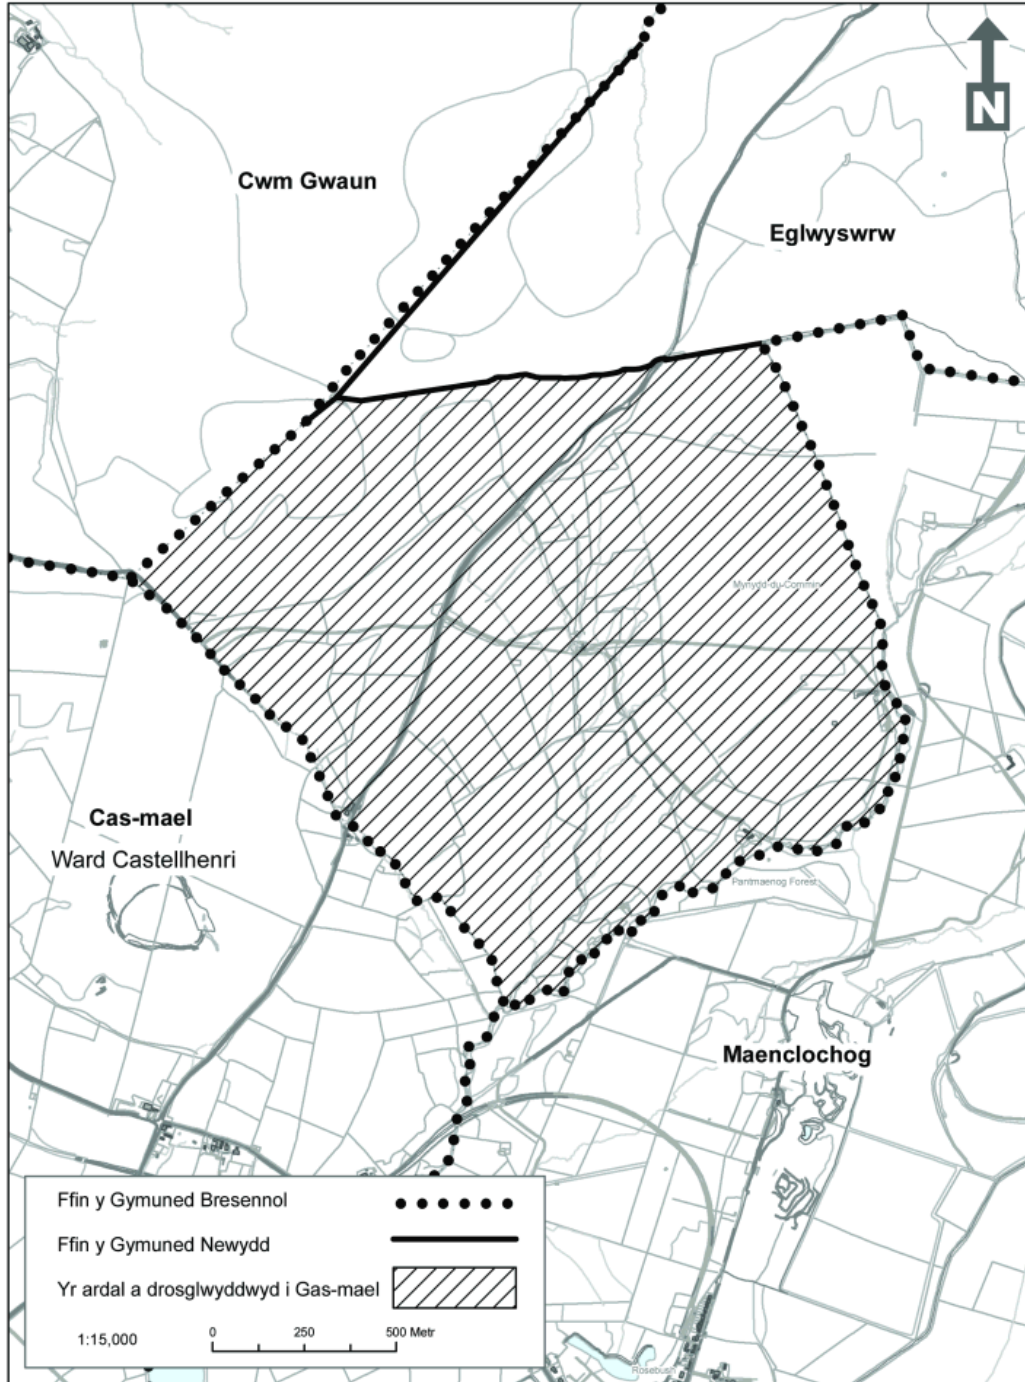 N
Cwm Gwaun
Eglwyswrw
Mynydd-du-Commin
Cas-mael
Ward Castellhenri
Pantmaenog Forest
Maenclochog
Ffin y Gymuned Bresennol
Ffin y Gymuned Newydd
Yr ardal a drosglwyddwyd i Gas-mael
1:15,000
0 250 500 Metr
Rosebush